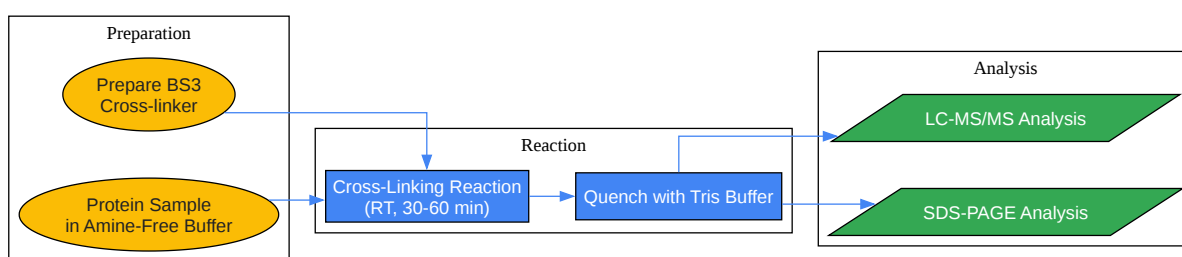 Preparation
Prepare BS3
Cross-linker
Protein Sample
in Amine-Free Buffer
Reaction
Cross-Linking Reaction
(RT, 30-60 min)
Quench with Tris Buffer
Analysis
LC-MS/MS Analysis
SDS-PAGE Analysis